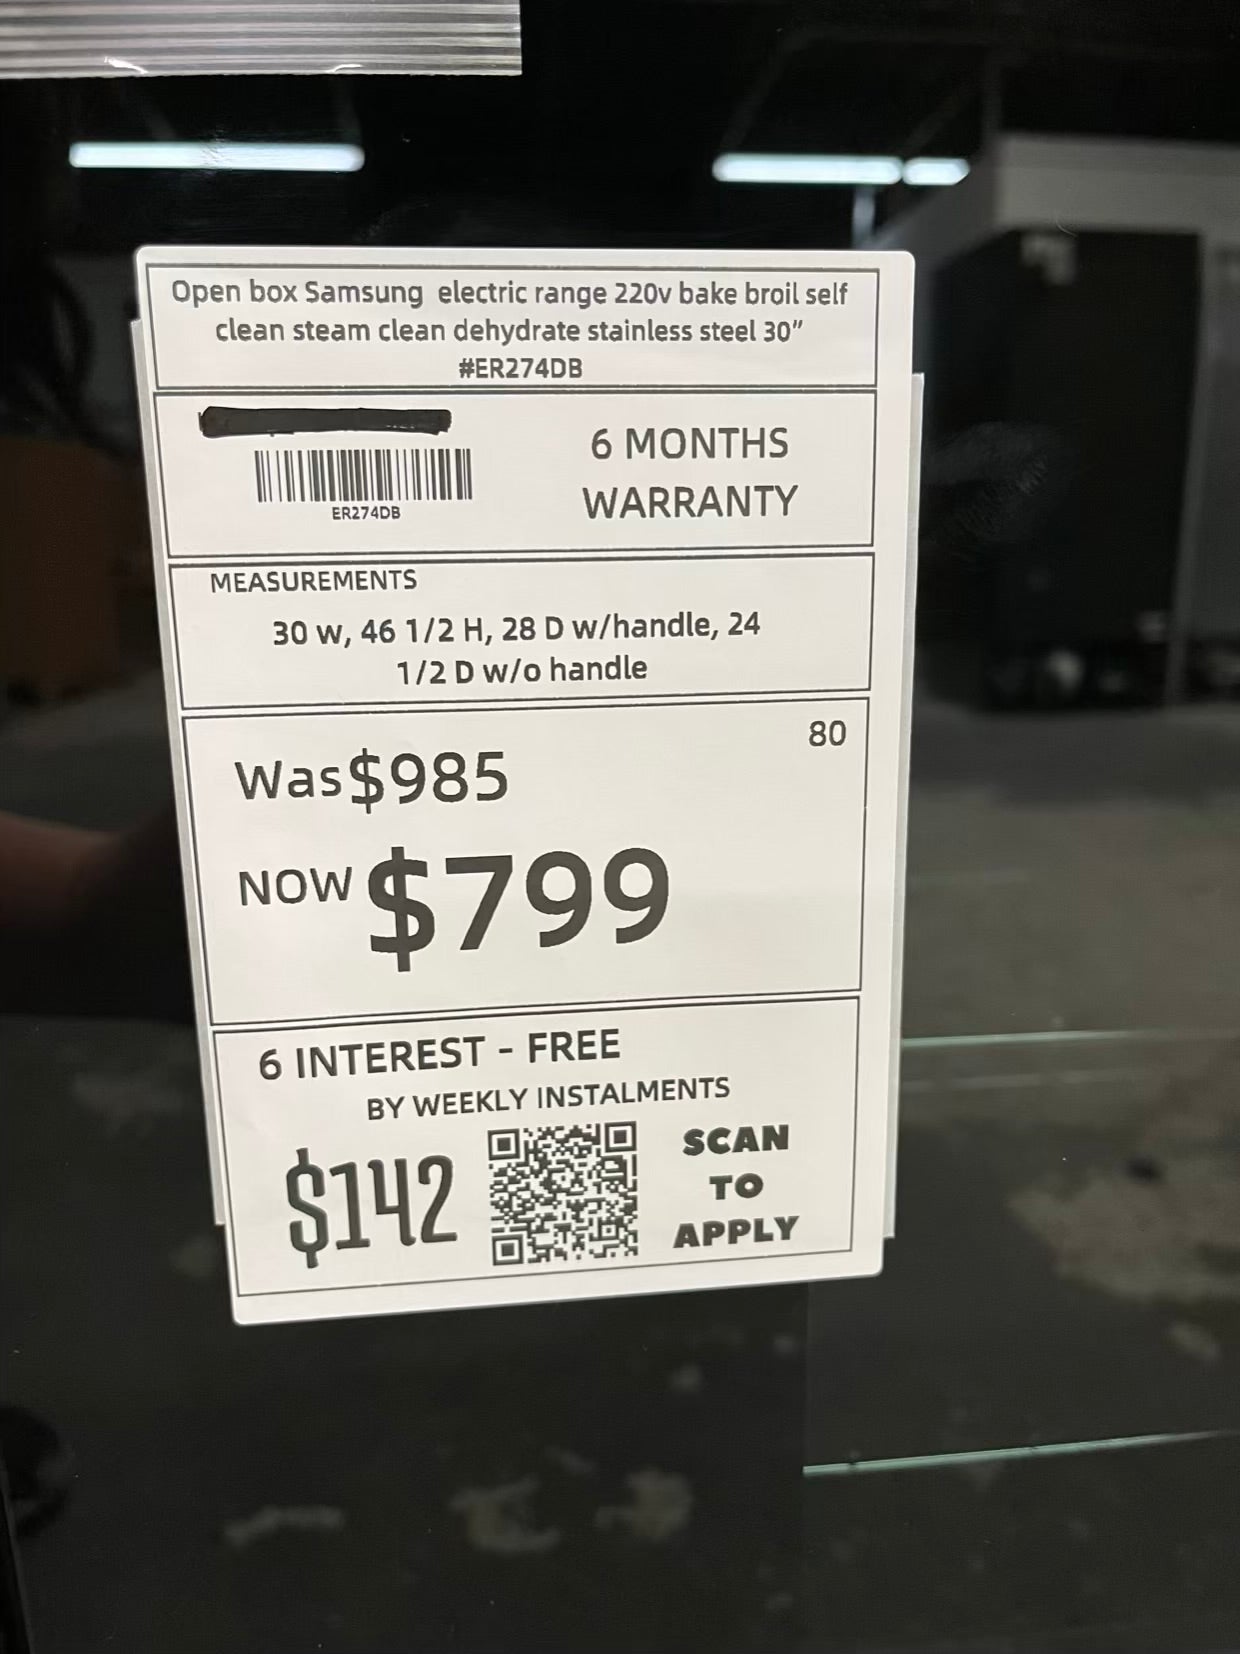 Open box Samsung electric range 220v bake broil self
clean steam clean dehydrate stainless steel 30”
#ER274DB
6 MONTHS
WARRANTY
ER274DB
MEASUREMENTS
30 w, 46 1/2 H, 28 D w/handle, 24
1/2 D w/o handle
80
Was $985
NOW $799
6 INTEREST - FREE
BY WEEKLY INSTALMENTS
$142
SCAN
TO
APPLY